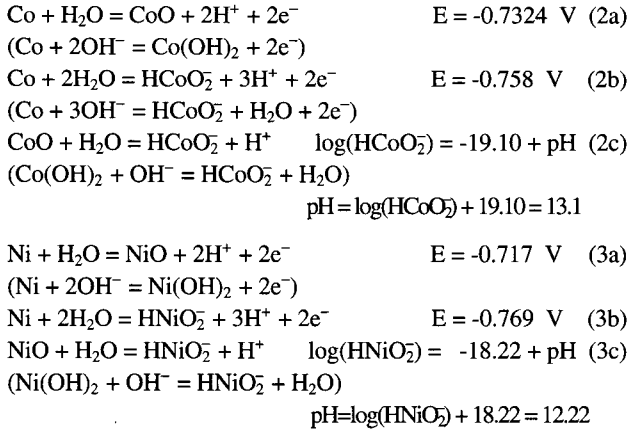 Co + H₂O = CoO + 2H⁺ + 2e⁻ E = -0.7324 V (2a)
(Co + 2OH⁻ = Co(OH)₂ + 2e⁻)
Co + 2H₂O = HCoO₂⁻ + 3H⁺ + 2e⁻ E = -0.758 V (2b)
(Co + 3OH⁻ = HCoO₂⁻ + H₂O + 2e⁻)
CoO + H₂O = HCoO₂⁻ + H⁺ log(HCoO₂⁻) = -19.10 + pH (2c)
(Co(OH)₂ + OH⁻ = HCoO₂⁻ + H₂O)
pH = log(HCoO₂⁻) + 19.10 = 13.1
Ni + H₂O = NiO + 2H⁺ + 2e⁻ E = -0.717 V (3a)
(Ni + 2OH⁻ = Ni(OH)₂ + 2e⁻)
Ni + 2H₂O = HNiO₂⁻ + 3H⁺ + 2e⁻ E = -0.769 V (3b)
NiO + H₂O = HNiO₂⁻ + H⁺ log(HNiO₂⁻) = -18.22 + pH (3c)
(Ni(OH)₂ + OH⁻ = HNiO₂⁻ + H₂O)
pH=log(HNiO₂⁻) + 18.22 = 12.22